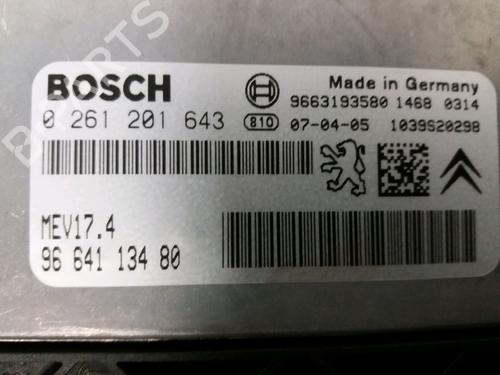 BOSCH
Made in Germany
9663193580 1468 0314
0 261 201 643 810 07-04-05 1039S20298
MEV17.4
96 641 134 80